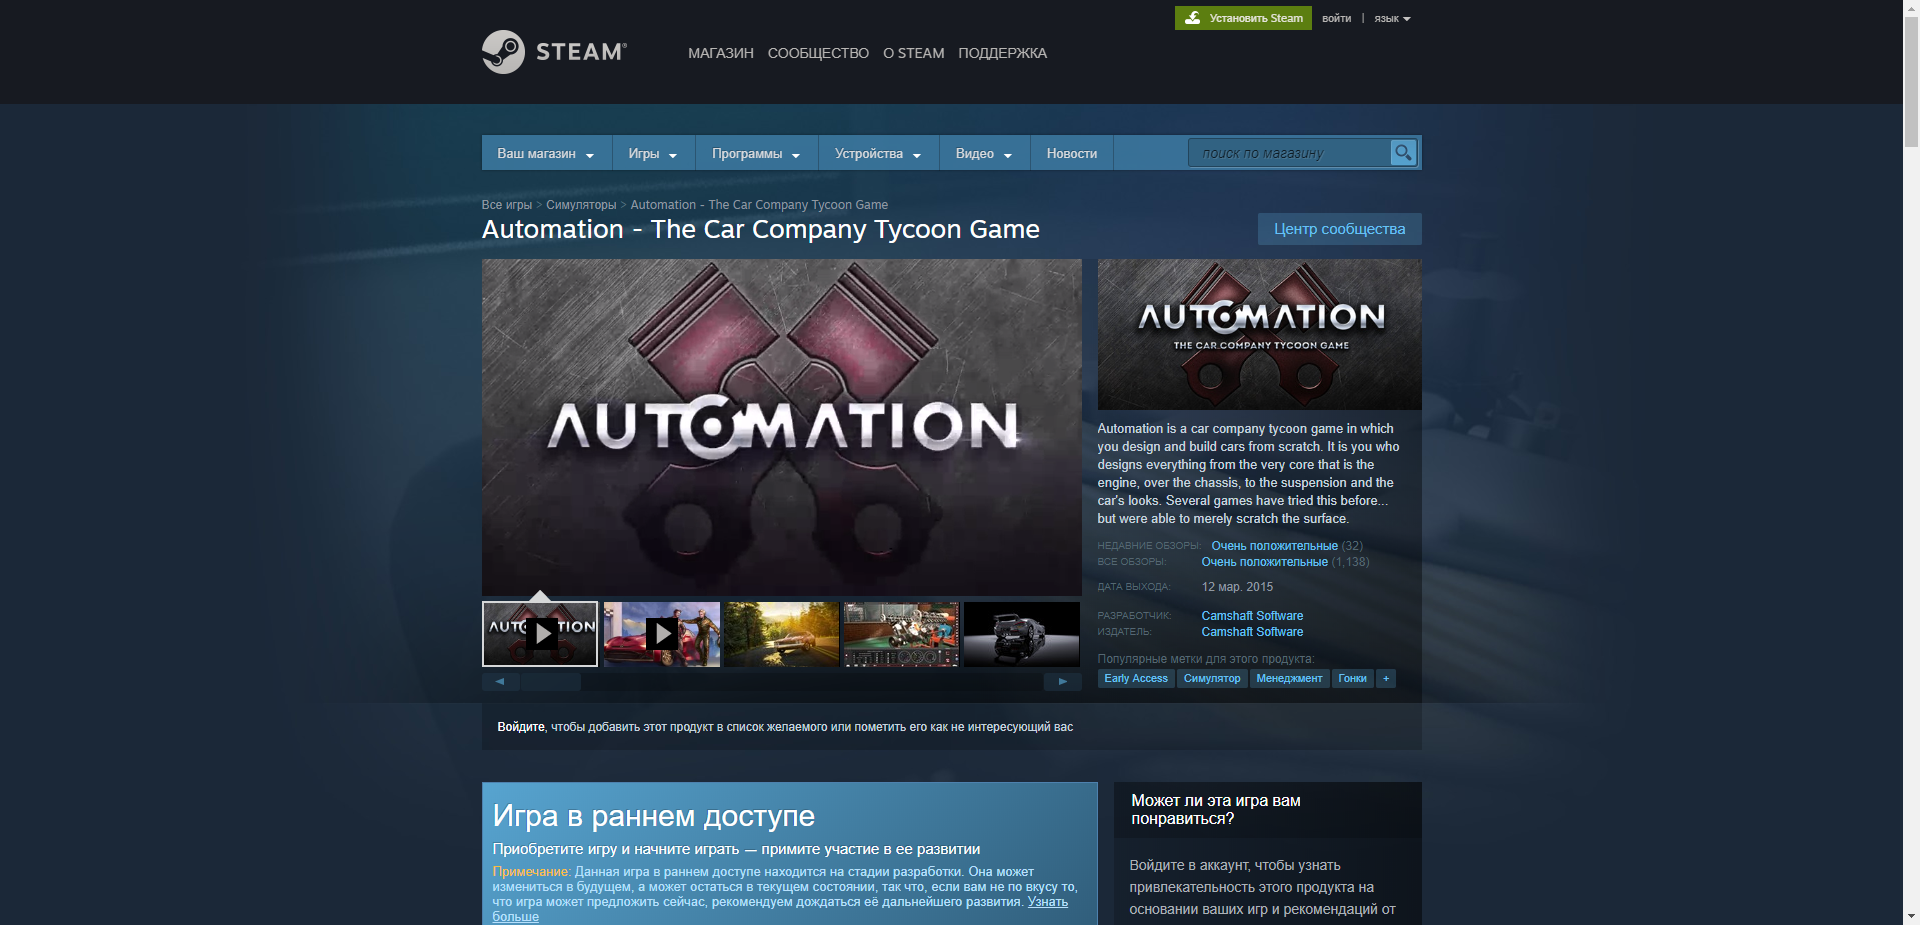 Установить Steam войти | язык
STEAM®
МАГАЗИН СООБЩЕСТВО О STEAM ПОДДЕРЖКА
Ваш магазин Игры Программы Устройства Видео Новости поиск по магазину
Все игры > Симуляторы > Automation - The Car Company Tycoon Game
Automation - The Car Company Tycoon Game
Центр сообщества
AUTOMATION
AUTOMATION
THE CAR COMPANY TYCOON GAME
Automation is a car company tycoon game in which
you design and build cars from scratch. It is you who
designs everything from the very core that is the
engine, over the chassis, to the suspension and the
car's looks. Several games have tried this before...
but were able to merely scratch the surface.
НЕДАВНИЕ ОБЗОРЫ: Очень положительные (32)
ВСЕ ОБЗОРЫ: Очень положительные (1,138)
ДАТА ВЫХОДА: 12 мар. 2015
РАЗРАБОТЧИК: Camshaft Software
ИЗДАТЕЛЬ: Camshaft Software
Популярные метки для этого продукта:
Early Access Симулятор Менеджмент Гонки +
AUTOMATION
Войдите, чтобы добавить этот продукт в список желаемого или пометить его как не интересующий вас
Игра в раннем доступе
Приобретите игру и начните играть — примите участие в ее развитии
Примечание: Данная игра в раннем доступе находится на стадии разработки. Она может
измениться в будущем, а может остаться в текущем состоянии, так что, если вам не по вкусу то,
что игра может предложить сейчас, рекомендуем дождаться её дальнейшего развития. Узнать
больше
Может ли эта игра вам
понравиться?
Войдите в аккаунт, чтобы узнать
привлекательность этого продукта на
основании ваших игр и рекомендаций от